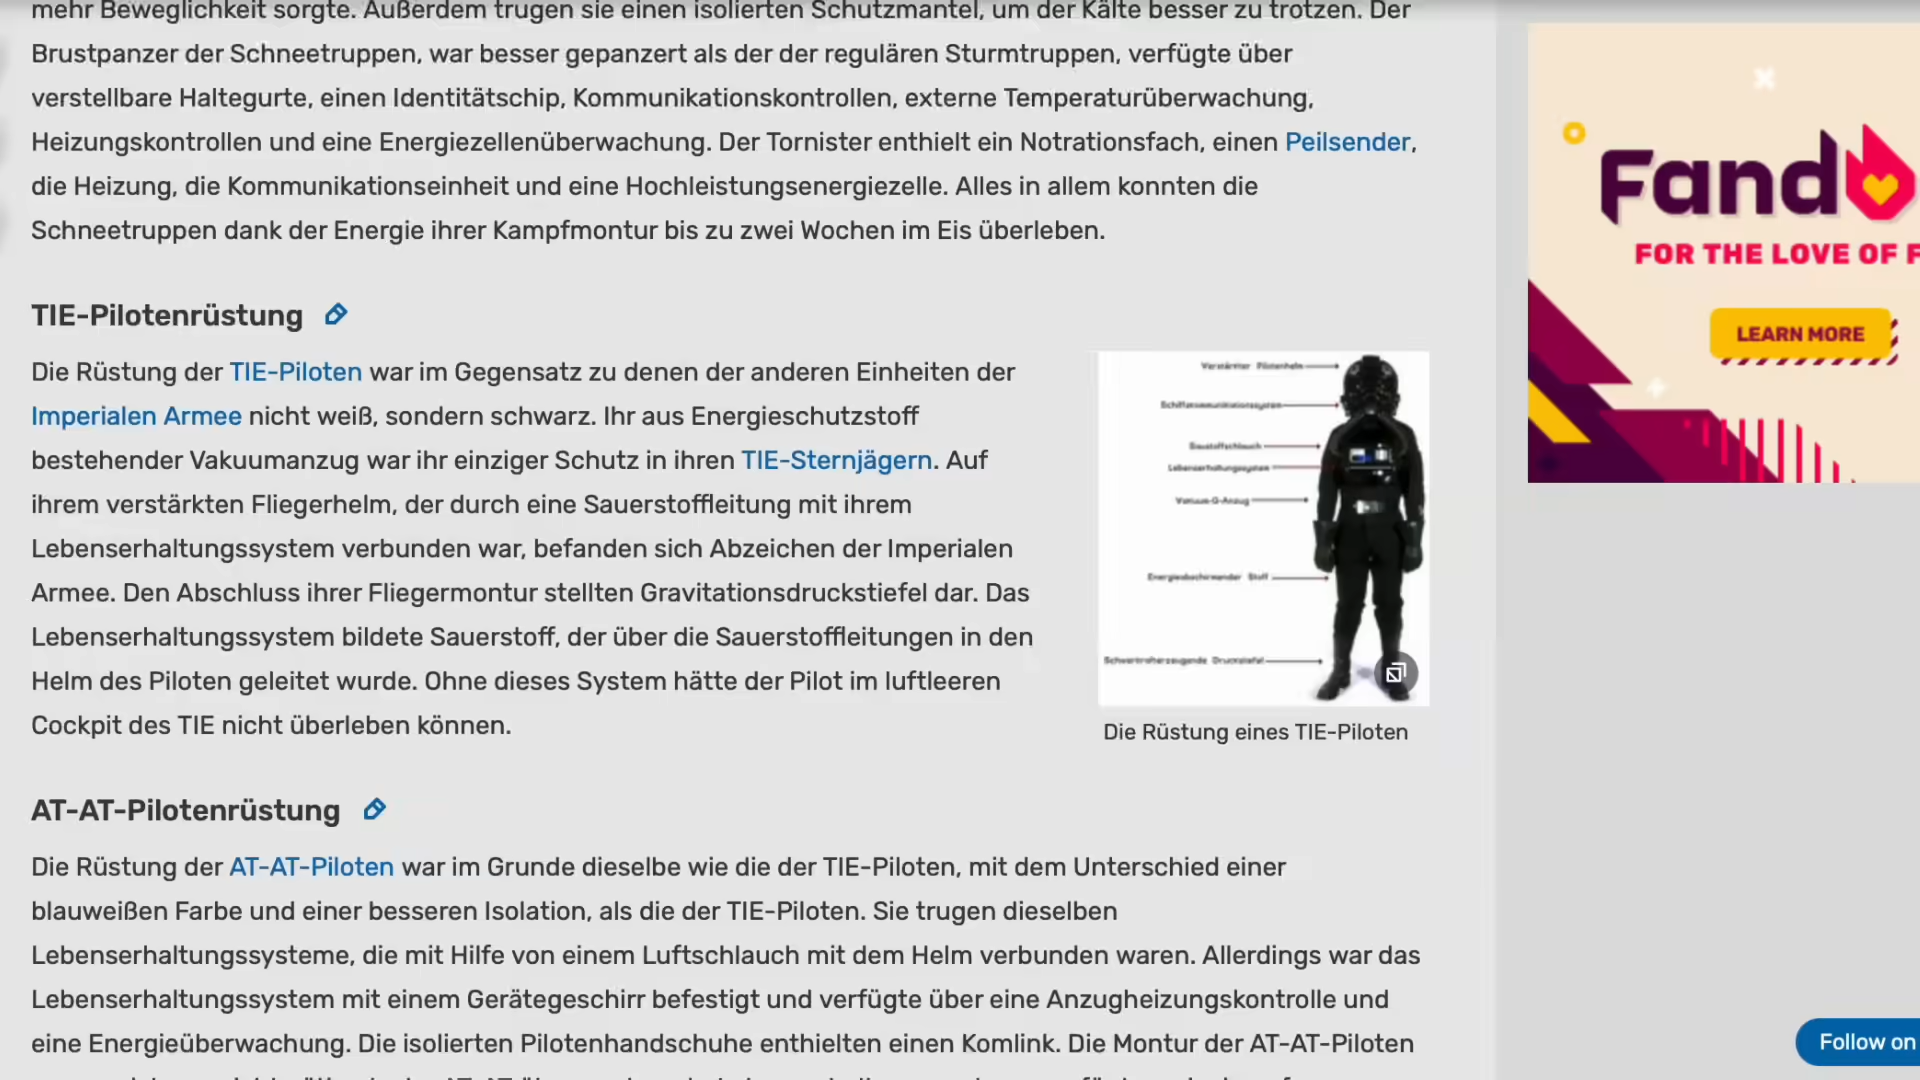 mehr Beweglichkeit sorgte. Außerdem trugen sie einen isolierten Schutzmantel, um der Kälte besser zu trotzen. Der
Brustpanzer der Schneetruppen, war besser gepanzert als der der regulären Sturmtruppen, verfügte über
verstellbare Haltegurte, einen Identitätschip, Kommunikationskontrollen, externe Temperaturüberwachung,
Heizungskontrollen und eine Energiezellenüberwachung. Der Tornister enthielt ein Notrationsfach, einen Peilsender,
die Heizung, die Kommunikationseinheit und eine Hochleistungsenergiezelle. Alles in allem konnten die
Schneetruppen dank der Energie ihrer Kampfmontur bis zu zwei Wochen im Eis überleben.
TIE-Pilotenrüstung
Die Rüstung der TIE-Piloten war im Gegensatz zu denen der anderen Einheiten der
Imperialen Armee nicht weiß, sondern schwarz. Ihr aus Energieschutzstoff
bestehender Vakuumanzug war ihr einziger Schutz in ihren TIE-Sternjägern. Auf
ihrem verstärkten Fliegerhelm, der durch eine Sauerstoffleitung mit ihrem
Lebenserhaltungssystem verbunden war, befanden sich Abzeichen der Imperialen
Armee. Den Abschluss ihrer Fliegermontur stellten Gravitationsdruckstiefel dar. Das
Lebenserhaltungssystem bildete Sauerstoff, der über die Sauerstoffleitungen in den
Helm des Piloten geleitet wurde. Ohne dieses System hätte der Pilot im luftleeren
Cockpit des TIE nicht überleben können.
Verstärkter Pilotenhelm
Schiffskommunikationssystem
Lebenserhaltungssystem
Vakuum-G-Anzug
Energieabschirmender Stoff
Die Rüstung eines TIE-Piloten
AT-AT-Pilotenrüstung
Die Rüstung der AT-AT-Piloten war im Grunde dieselbe wie die der TIE-Piloten, mit dem Unterschied einer
blauweißen Farbe und einer besseren Isolation, als die der TIE-Piloten. Sie trugen dieselben
Lebenserhaltungssysteme, die mit Hilfe von einem Luftschlauch mit dem Helm verbunden waren. Allerdings war das
Lebenserhaltungssystem mit einem Gerätegeschirr befestigt und verfügte über eine Anzugheizungskontrolle und
eine Energieüberwachung. Die isolierten Pilotenhandschuhe enthielten einen Komlink. Die Montur der AT-AT-Piloten
Fand
FOR THE LOVE OF F
LEARN MORE
Follow on